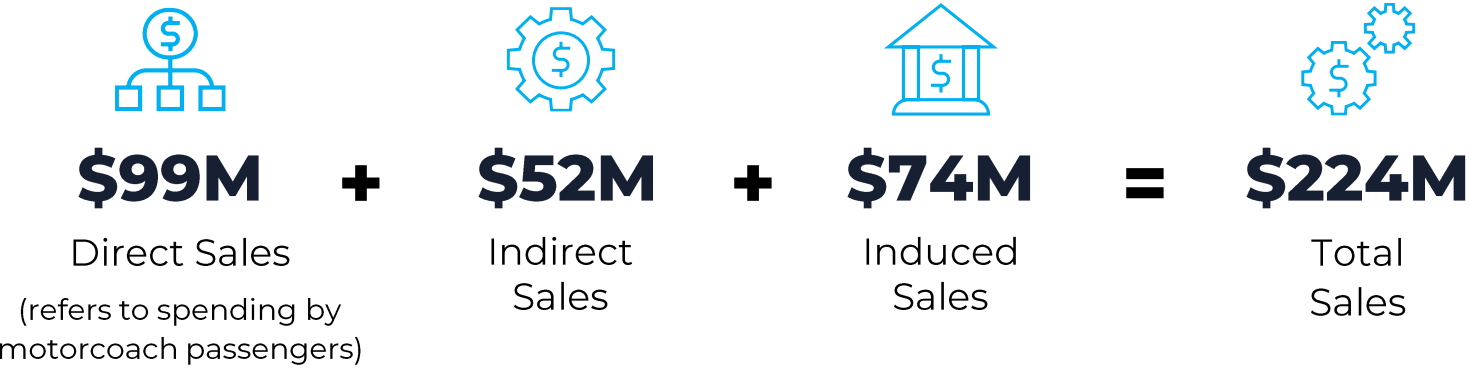 $
$
$
$
$99M + $52M + $74M = $224M
Direct Sales
(refers to spending by
motorcoach passengers)
Indirect
Sales
Induced
Sales
Total
Sales